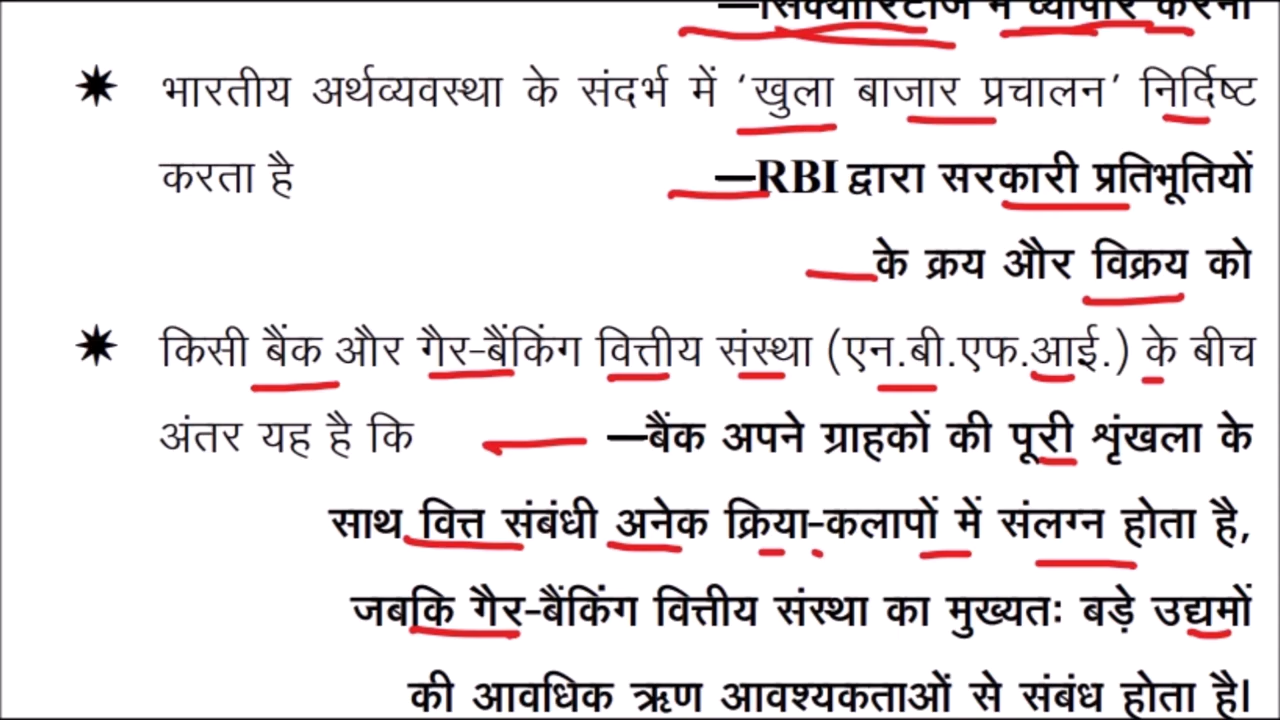 —सिक्योरिटीज में व्यापार करना
✷ भारतीय अर्थव्यवस्था के संदर्भ में ‘खुला बाजार प्रचालन’ निर्दिष्ट
करता है —RBI द्वारा सरकारी प्रतिभूतियों
के क्रय और विक्रय को
✷ किसी बैंक और गैर-बैंकिंग वित्तीय संस्था (एन.बी.एफ.आई.) के बीच
अंतर यह है कि —बैंक अपने ग्राहकों की पूरी शृंखला के
साथ वित्त संबंधी अनेक क्रिया-कलापों में संलग्न होता है,
जबकि गैर-बैंकिंग वित्तीय संस्था का मुख्यतः बड़े उद्यमों
की आवधिक ऋण आवश्यकताओं से संबंध होता है।